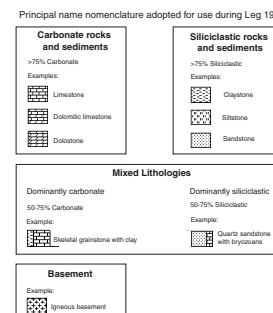 Principal name nomenclature adopted for use during Leg 19
Carbonate rocks
and sediments
>75% Carbonate
Examples:
Limestone
Dolomitic limestone
Dolostone
Siliciclastic rocks
and sediments
>75% Siliciclastic
Examples:
Claystone
Siltstone
Sandstone
Mixed Lithologies
Dominantly carbonate
50-75% Carbonate
Example:
Skeletal grainstone with clay
Dominantly siliciclastic
50-75% Siliciclastic
Example:
Quartz sandstone
with bryozoans
Basement
Example:
Igneous basement